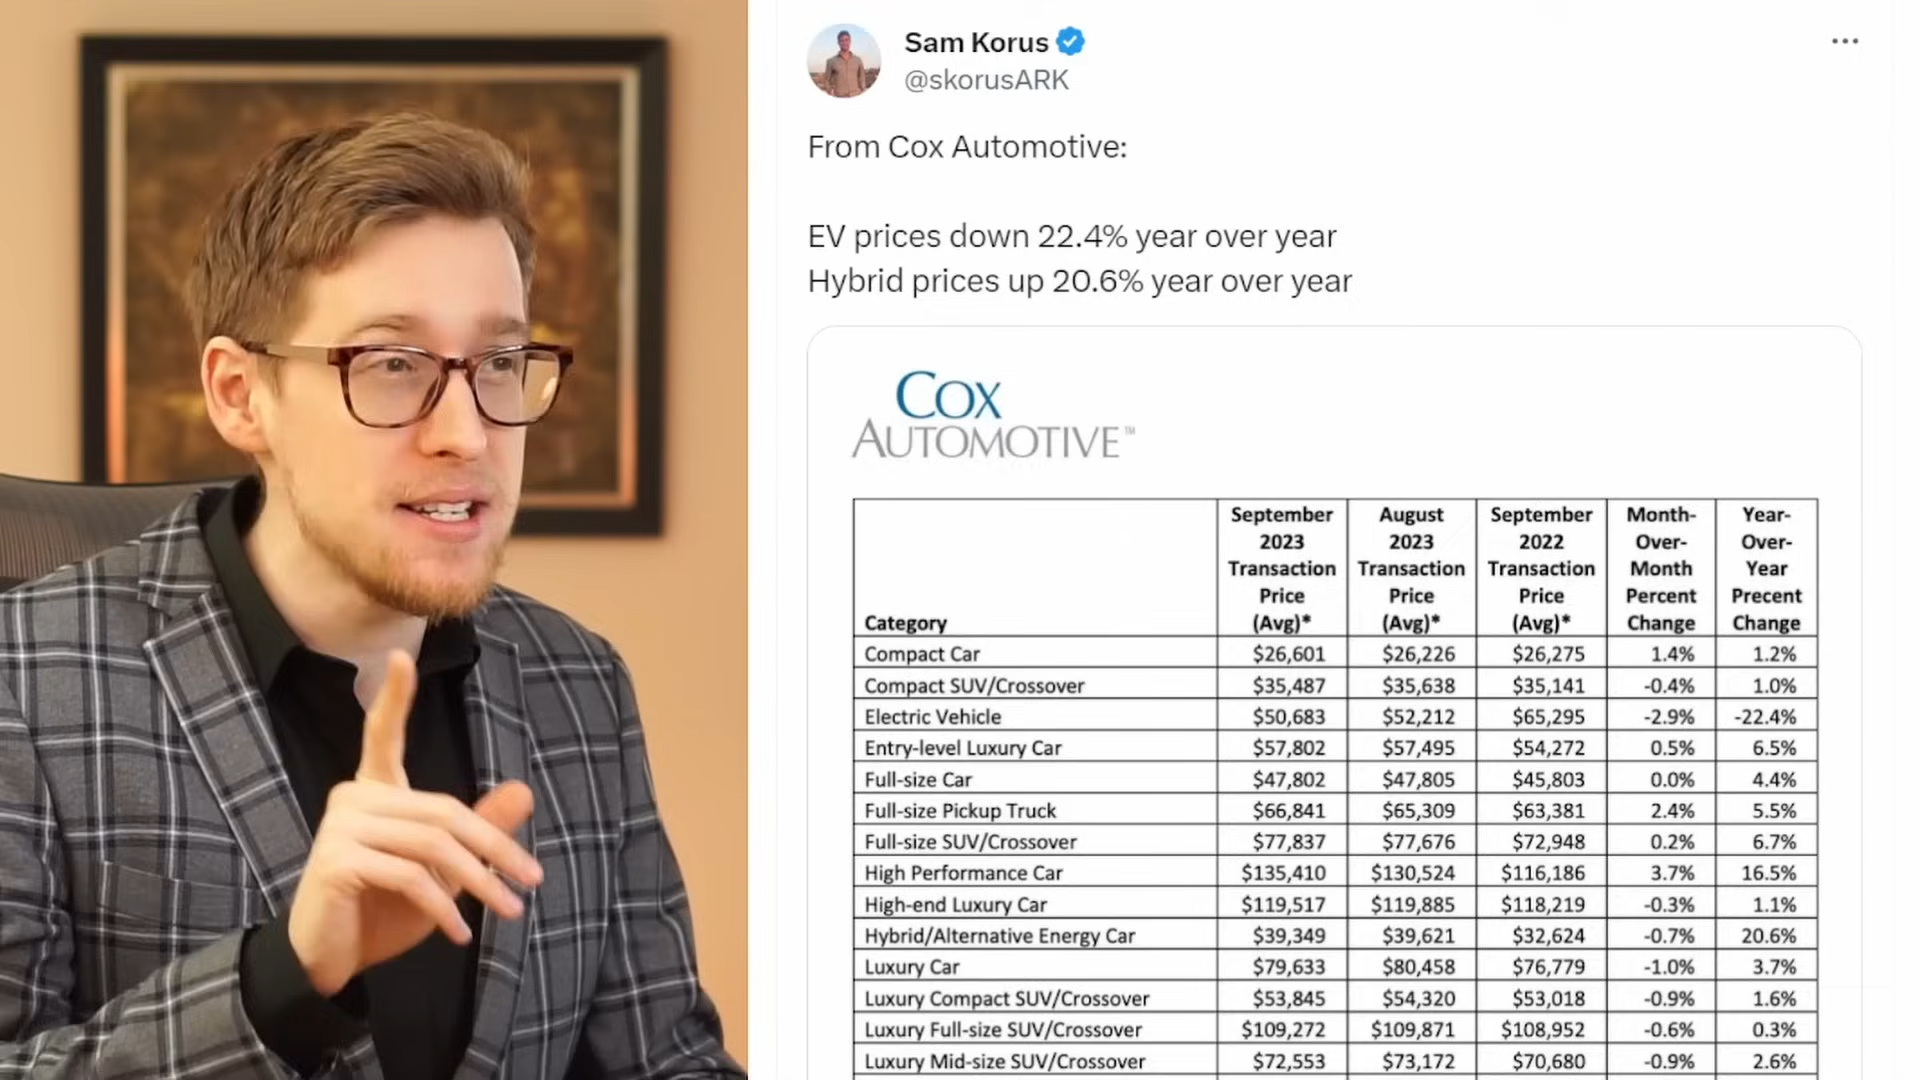 Sam Korus
@skorusARK
From Cox Automotive:
EV prices down 22.4% year over year
Hybrid prices up 20.6% year over year
COX
AUTOMOTIVE™
Category September 2023 Transaction Price (Avg)* August 2023 Transaction Price (Avg)* September 2022 Transaction Price (Avg)* Month-Over-Month Percent Change Year-Over-Year Precent Change
Compact Car $26,601 $26,226 $26,275 1.4% 1.2%
Compact SUV/Crossover $35,487 $35,638 $35,141 -0.4% 1.0%
Electric Vehicle $50,683 $52,212 $65,295 -2.9% -22.4%
Entry-level Luxury Car $57,802 $57,495 $54,272 0.5% 6.5%
Full-size Car $47,802 $47,805 $45,803 0.0% 4.4%
Full-size Pickup Truck $66,841 $65,309 $63,381 2.4% 5.5%
Full-size SUV/Crossover $77,837 $77,676 $72,948 0.2% 6.7%
High Performance Car $135,410 $130,524 $116,186 3.7% 16.5%
High-end Luxury Car $119,517 $119,885 $118,219 -0.3% 1.1%
Hybrid/Alternative Energy Car $39,349 $39,621 $32,624 -0.7% 20.6%
Luxury Car $79,633 $80,458 $76,779 -1.0% 3.7%
Luxury Compact SUV/Crossover $53,845 $54,320 $53,018 -0.9% 1.6%
Luxury Full-size SUV/Crossover $109,272 $109,871 $108,952 -0.6% 0.3%
Luxury Mid-size SUV/Crossover $72,553 $73,172 $70,680 -0.9% 2.6%